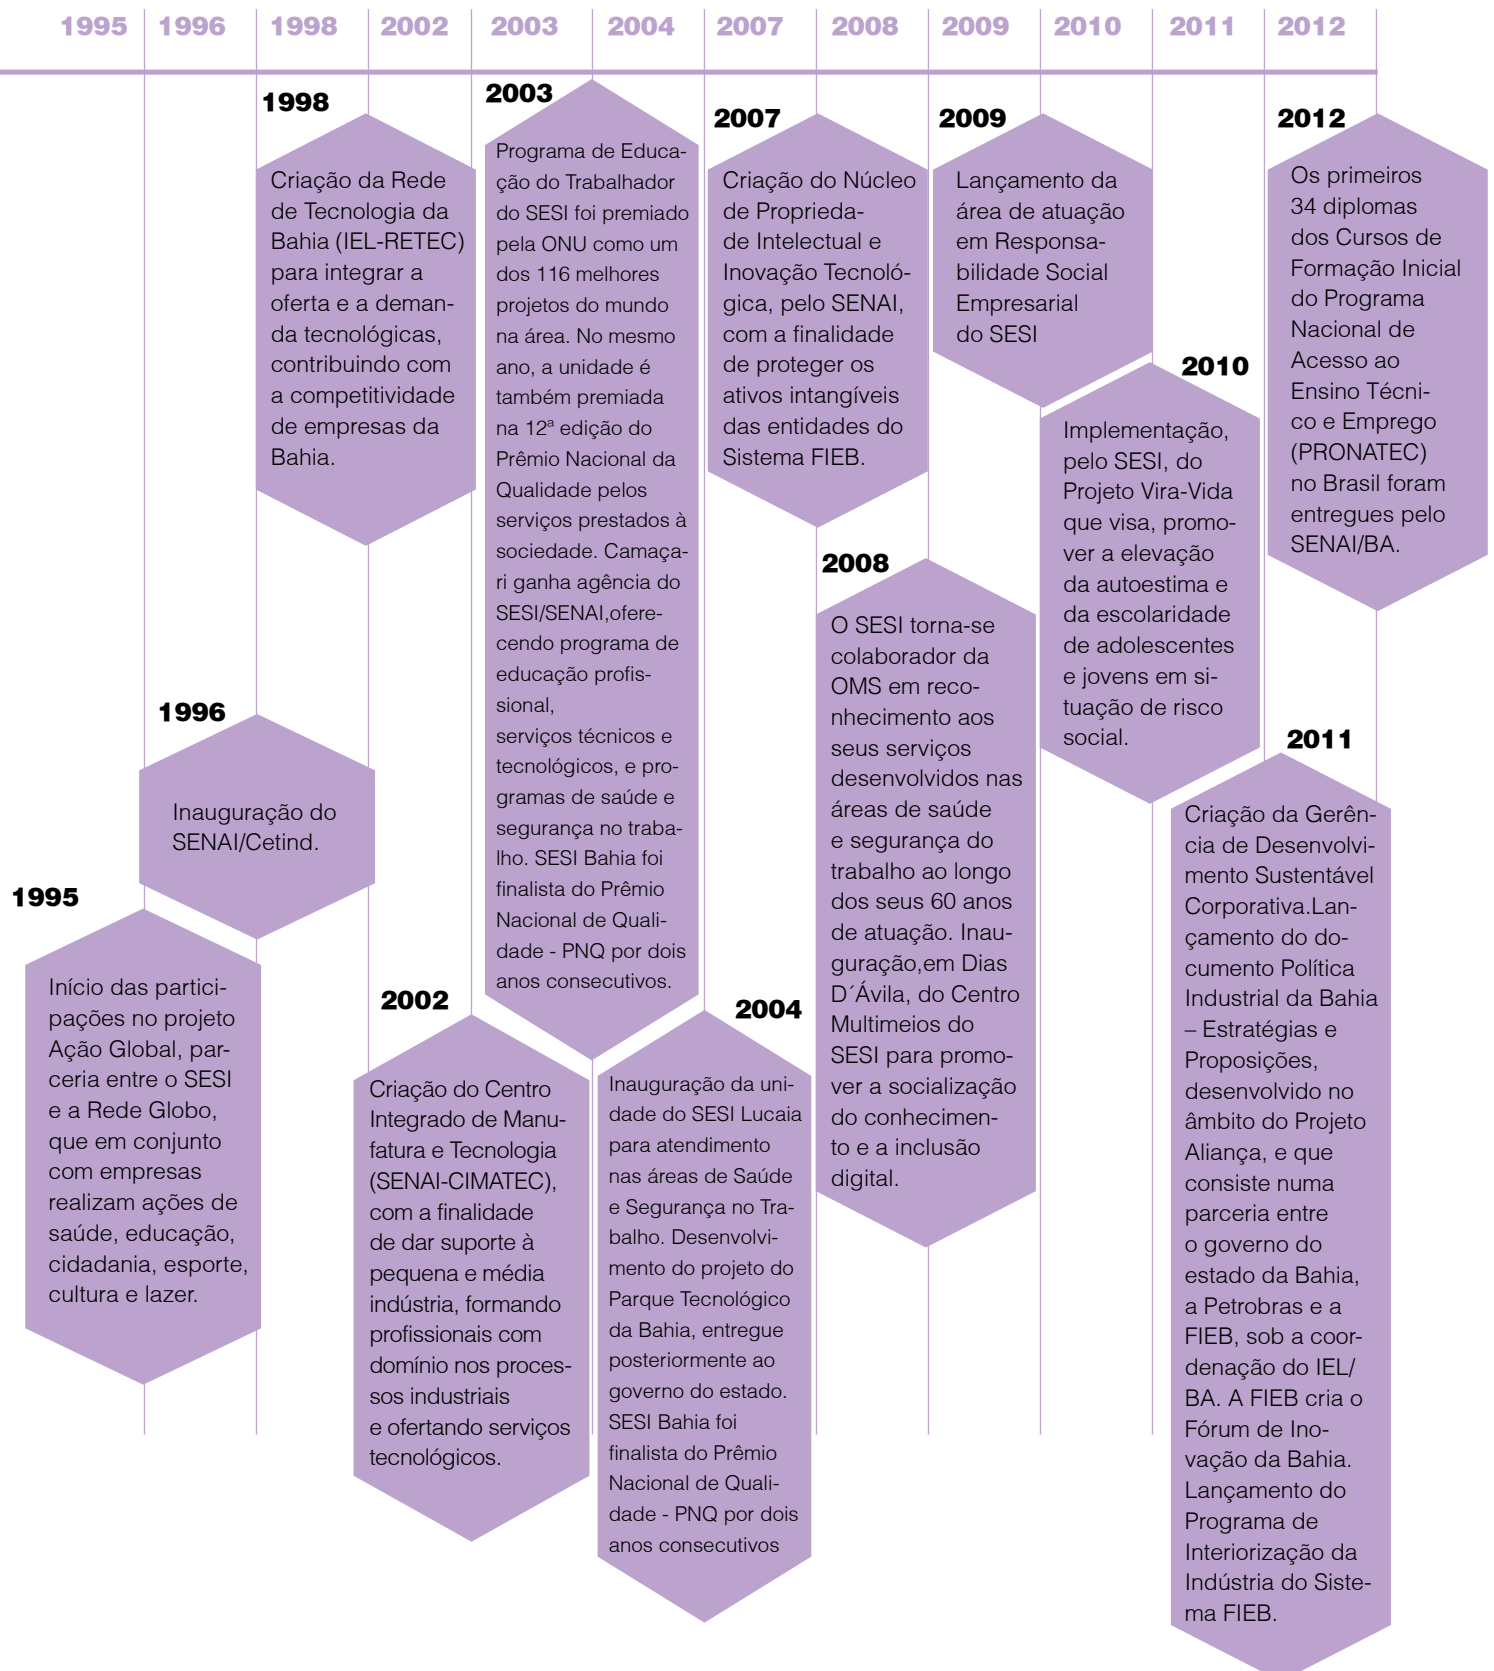 1995 1996 1998 2002 2003 2004 2007 2008 2009 2010 2011 2012
1998
Criação da Rede
de Tecnologia da
Bahia (IEL-RETEC)
para integrar a
oferta e a deman-
da tecnológicas,
contribuindo com
a competitividade
de empresas da
Bahia.
2003
Programa de Educa-
ção do Trabalhador
do SESI foi premiado
pela ONU como um
dos 116 melhores
projetos do mundo
na área. No mesmo
ano, a unidade é
também premiada
na 12ª edição do
Prêmio Nacional da
Qualidade pelos
serviços prestados à
sociedade. Camaça-
ri ganha agência do
SESI/SENAI,ofere-
cendo programa de
educação profis-
sional,
serviços técnicos e
tecnológicos, e pro-
gramas de saúde e
segurança no traba-
lho. SESI Bahia foi
finalista do Prêmio
Nacional de Quali-
dade - PNQ por dois
anos consecutivos.
2007
Criação do Núcleo
de Proprieda-
de Intelectual e
Inovação Tecnoló-
gica, pelo SENAI,
com a finalidade
de proteger os
ativos intangíveis
das entidades do
Sistema FIEB.
2009
Lançamento da
área de atuação
em Responsa-
bilidade Social
Empresarial
do SESI
2012
Os primeiros
34 diplomas
dos Cursos de
Formação Inicial
do Programa
Nacional de
Acesso ao
Ensino Técni-
co e Emprego
(PRONATEC)
no Brasil foram
entregues pelo
SENAI/BA.
2010
Implementação,
pelo SESI, do
Projeto Vira-Vida
que visa, promo-
ver a elevação
da autoestima e
da escolaridade
de adolescentes
e jovens em si-
tuação de risco
social.
2008
O SESI torna-se
colaborador da
OMS em reco-
nhecimento aos
seus serviços
desenvolvidos nas
áreas de saúde
e segurança do
trabalho ao longo
dos seus 60 anos
de atuação. Inau-
guração,em Dias
D´Ávila, do Centro
Multimeios do
SESI para promo-
ver a socialização
do conhecimen-
to e a inclusão
digital.
1996
Inauguração do
SENAI/Cetind.
2011
Criação da Gerên-
cia de Desenvolvi-
mento Sustentável
Corporativa.Lan-
çamento do do-
cumento Política
Industrial da Bahia
– Estratégias e
Proposições,
desenvolvido no
âmbito do Projeto
Aliança, e que
consiste numa
parceria entre
o governo do
estado da Bahia,
a Petrobras e a
FIEB, sob a coor-
denação do IEL/
BA. A FIEB cria o
Fórum de Ino-
vação da Bahia.
Lançamento do
Programa de
Interiorização da
Indústria do Siste-
ma FIEB.
1995
Início das partici-
pações no projeto
Ação Global, par-
ceria entre o SESI
e a Rede Globo,
que em conjunto
com empresas
realizam ações de
saúde, educação,
cidadania, esporte,
cultura e lazer.
2002
Criação do Centro
Integrado de Manu-
fatura e Tecnologia
(SENAI-CIMATEC),
com a finalidade
de dar suporte à
pequena e média
indústria, formando
profissionais com
domínio nos proces-
sos industriais
e ofertando serviços
tecnológicos.
2004
Inauguração da uni-
dade do SESI Lucaia
para atendimento
nas áreas de Saúde
e Segurança no Tra-
balho. Desenvolvi-
mento do projeto do
Parque Tecnológico
da Bahia, entregue
posteriormente ao
governo do estado.
SESI Bahia foi
finalista do Prêmio
Nacional de Quali-
dade - PNQ por dois
anos consecutivos